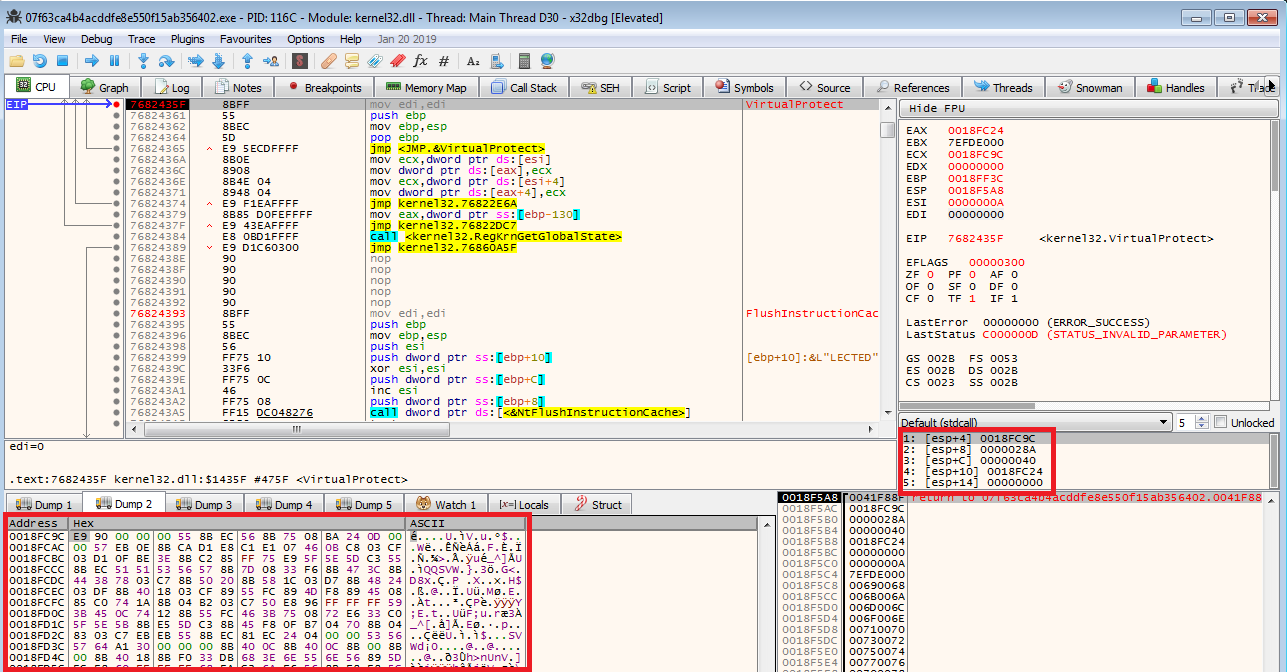 07f63ca4b4acddfe8e550f15ab356402.exe - PID: 116C - Module: kernel32.dll - Thread: Main Thread D30 - x32dbg [Elevated]
File View Debug Trace Plugins Favourites Options Help Jan 20 2019
CPU Graph Log Notes Breakpoints Memory Map Call Stack SEH Script Symbols Source References Threads Snowman Handles
EIP 7682435F 8BFF mov edi,edi VirtualProtect
76824361 55 push ebp
76824362 8BEC mov ebp,esp
76824364 5D pop ebp
76824365 E9 5ECDFFFF jmp <JMP.&VirtualProtect>
7682436A 8B0E mov ecx,dword ptr ds:[esi]
7682436C 8908 mov dword ptr ds:[eax],ecx
7682436E 8B4E 04 mov ecx,dword ptr ds:[esi+4]
76824371 8948 04 mov dword ptr ds:[eax+4],ecx
76824374 E9 F1EAFFFF jmp kernel32.76822E6A
76824379 8B85 D0FEFFFF mov eax,dword ptr ss:[ebp-130]
7682437F E9 43EAFFFF jmp kernel32.76822DC7
76824384 E8 0BD1FFFF call <kernel32.RegKrnGetGlobalState>
76824389 E9 D1C60300 jmp kernel32.76860A5F
7682438E 90 nop
7682438F 90 nop
76824390 90 nop
76824391 90 nop
76824392 90 nop
76824393 8BFF mov edi,edi FlushInstructionCac
76824395 55 push ebp
76824396 8BEC mov ebp,esp
76824398 56 push esi
76824399 FF75 10 push dword ptr ss:[ebp+10] [ebp+10]:&L"LECTED"
7682439C 33F6 xor esi,esi
7682439E FF75 0C push dword ptr ss:[ebp+C]
768243A1 46 inc esi
768243A2 FF75 08 push dword ptr ss:[ebp+8]
768243A5 FF15 DC048276 call dword ptr ds:[<&NtFlushInstructionCache>]
Hide FPU
EAX 0018FC24
EBX 7EFDE000
ECX 0018FC9C
EDX 00000000
EBP 0018FF3C
ESP 0018F5A8
ESI 0000000A
EDI 00000000
EIP 7682435F <kernel32.VirtualProtect>
EFLAGS 00000300
ZF 0 PF 0 AF 0
OF 0 SF 0 DF 0
CF 0 TF 1 IF 1
LastError 00000000 (ERROR_SUCCESS)
LastStatus C000000D (STATUS_INVALID_PARAMETER)
GS 002B FS 0053
ES 002B DS 002B
CS 0023 SS 002B
Default (stdcall) 5 Unlocked
1: [esp+4] 0018FC9C
2: [esp+8] 0000028A
3: [esp+C] 00000040
4: [esp+10] 0018FC24
5: [esp+14] 00000000
edi=0
.text:7682435F kernel32.dll:$1435F #475F <VirtualProtect>
Dump 1 Dump 2 Dump 3 Dump 4 Dump 5 Watch 1 [x=] Locals Struct
Address Hex ASCII
0018FC9C E9 90 00 00 00 55 8B EC 56 8B 75 08 BA 24 0D 00
0018FCAC 00 57 EB 0E 8B CA D1 E8 C1 E1 07 46 0B C8 03 CF
0018FCBC 03 D1 0F BE 3E 8B C2 85 FF 75 E9 5F 5E 5D C3 55
0018FCCC 8B EC 51 51 53 56 57 8B 7D 08 33 F6 8B 47 3C 8B
0018FCDC 44 38 78 03 C7 8B 50 20 8B 58 1C 03 D7 8B 48 24
0018FCEC 03 DF 8B 40 18 03 CF 89 55 FC 89 4D F8 89 45 08
0018FCFC 85 C0 74 1A 8B 04 B2 03 C7 50 E8 96 FF FF FF 59
0018FD0C 3B 45 0C 74 12 8B 55 FC 46 3B 75 08 72 E6 33 C0
0018FD1C 5F 5E 5B 8B E5 5D C3 8B 45 F8 0F B7 04 70 8B 04
0018FD2C 83 03 C7 EB EB 55 8B EC 81 EC 24 04 00 00 53 56
0018FD3C 57 64 A1 30 00 00 00 8B 40 0C 8B 40 0C 8B 00 8B
0018FD4C 00 8B 40 18 8B F0 33 DB 68 3E 6E 55 6E 56 89 5D
0018F5A8 0041F88F return to 07f63ca4b4acddfe8e550f15ab356402.0041F88
0018F5AC 0018FC9C
0018F5B0 0000028A
0018F5B4 00000040
0018F5B8 0018FC24
0018F5BC 00000000
0018F5C0 0000000A
0018F5C4 7EFDE000
0018F5C8 00690068
0018F5CC 006B006A
0018F5D0 006D006C
0018F5D4 006F006E
0018F5D8 00710070
0018F5DC 00730072
0018F5E0 00750074
0018F5E4 00770076